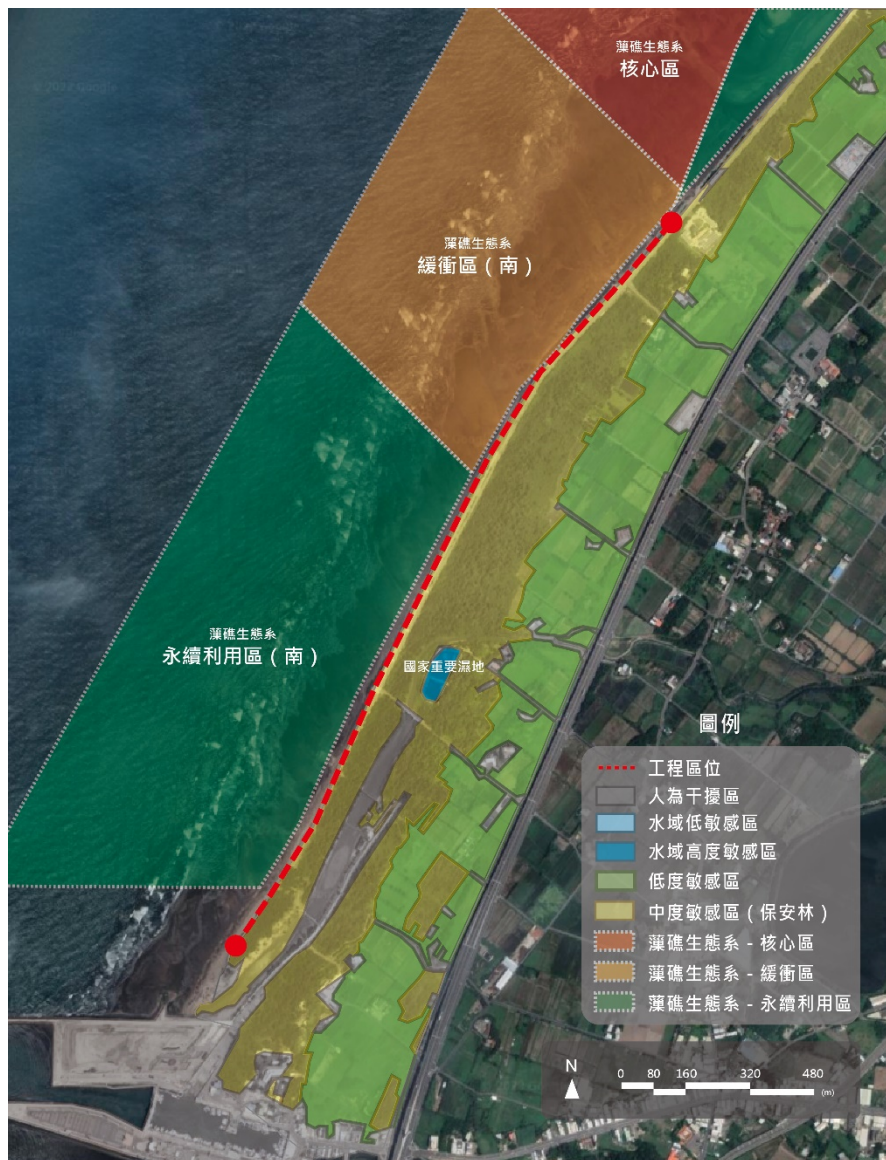 藻礁生態系
核心區
藻礁生態系
緩衝區（南）
藻礁生態系
永續利用區（南）
國家重要濕地
圖例
工程區位
人為干擾區
水域低敏感區
水域高度敏感區
低度敏感區
中度敏感區（保安林）
藻礁生態系 - 核心區
藻礁生態系 - 緩衝區
藻礁生態系 - 永續利用區
N
0 80 160 320 480
(m)